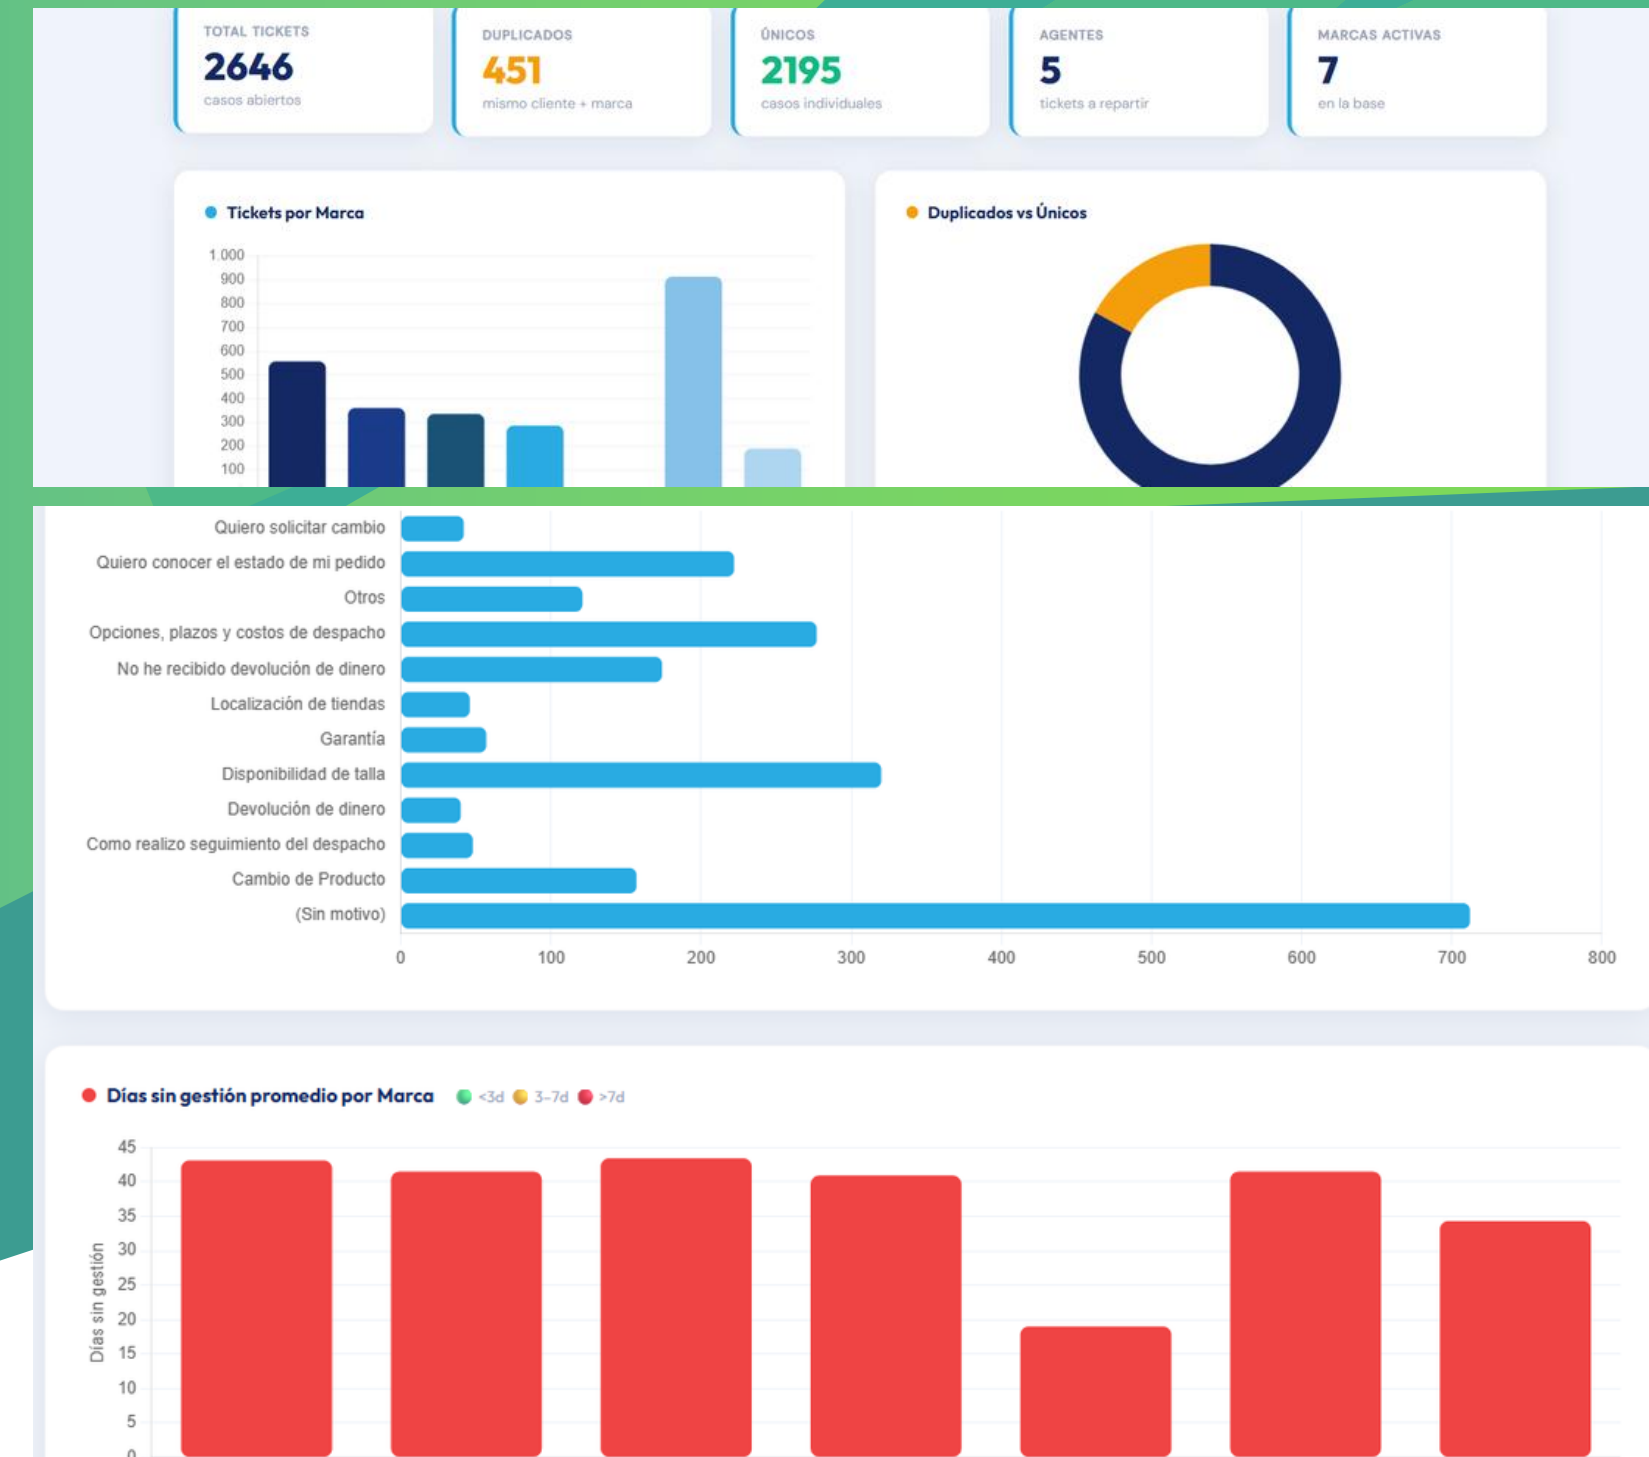 TOTAL TICKETS
2646
casos abiertos
DUPLICADOS
451
mismo cliente + marca
ÚNICOS
2195
casos individuales
AGENTES
5
tickets a repartir
MARCAS ACTIVAS
7
en la base
Tickets por Marca
1.000
900
800
700
600
500
400
300
200
100
Duplicados vs Únicos
Quiero solicitar cambio
Quiero conocer el estado de mi pedido
Otros
Opciones, plazos y costos de despacho
No he recibido devolución de dinero
Localización de tiendas
Garantía
Disponibilidad de talla
Devolución de dinero
Como realizo seguimiento del despacho
Cambio de Producto
(Sin motivo)
0 100 200 300 400 500 600 700 800
Días sin gestión promedio por Marca <3d 3–7d >7d
Días sin gestión
45
40
35
30
25
20
15
10
5
0